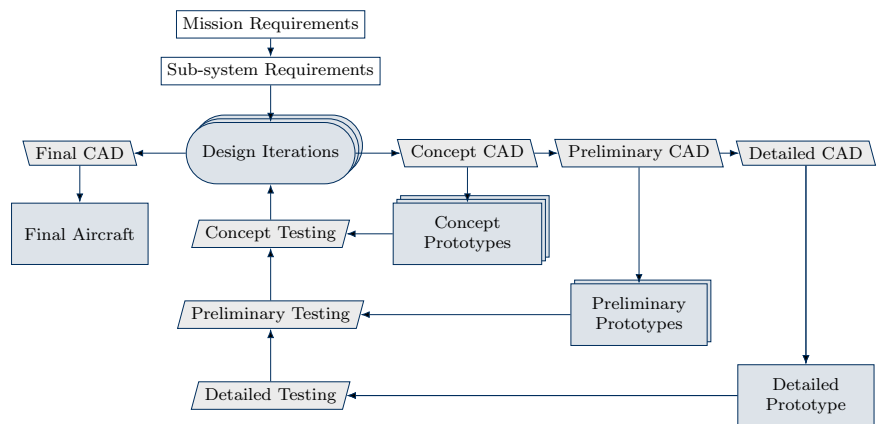 Mission Requirements
Sub-system Requirements
Final CAD
Design Iterations
Concept CAD
Preliminary CAD
Detailed CAD
Final Aircraft
Concept Testing
Concept
Prototypes
Preliminary Testing
Preliminary
Prototypes
Detailed Testing
Detailed
Prototype